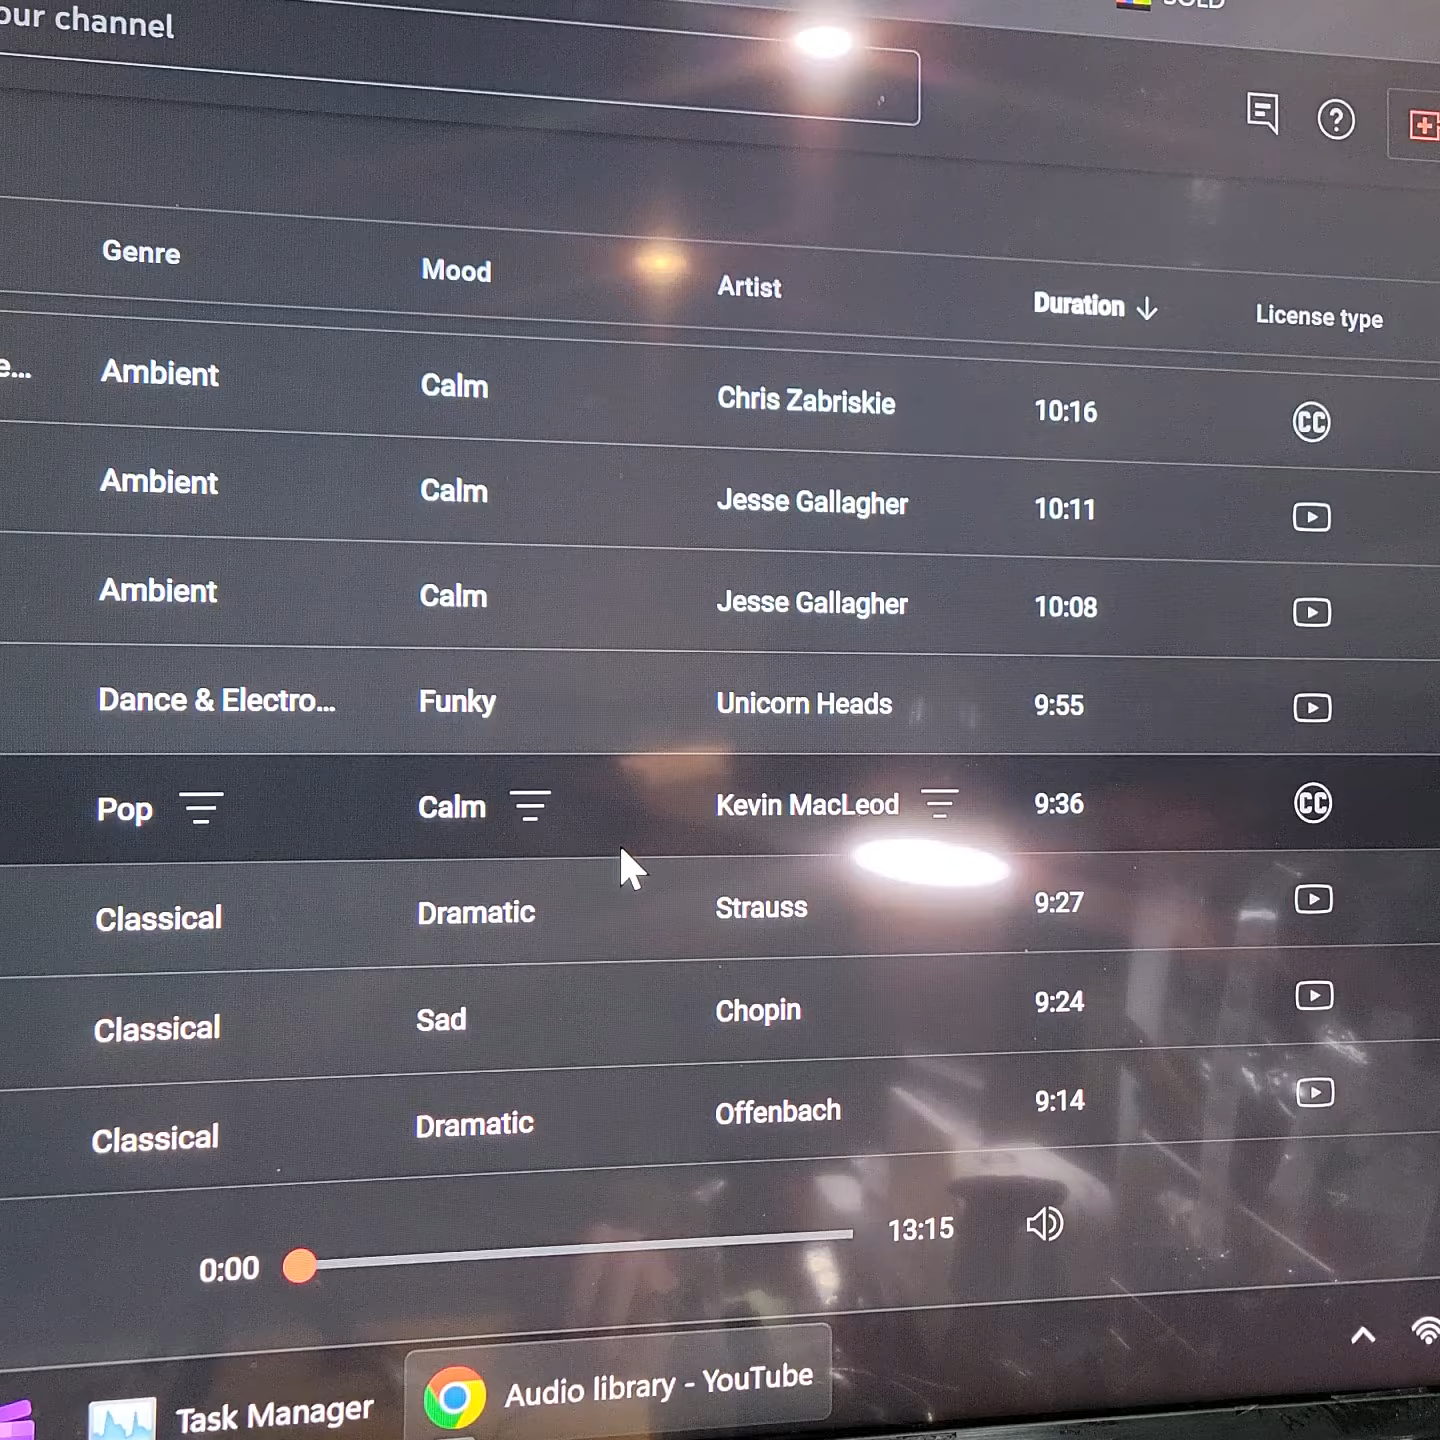 our channel
SOLD
Genre Mood Artist Duration License type
e... Ambient Calm Chris Zabriskie 10:16 CC
Ambient Calm Jesse Gallagher 10:11
Ambient Calm Jesse Gallagher 10:08
Dance & Electro... Funky Unicorn Heads 9:55
Pop Calm Kevin MacLeod 9:36 CC
Classical Dramatic Strauss 9:27
Classical Sad Chopin 9:24
Classical Dramatic Offenbach 9:14
0:00 13:15
Task Manager Audio library - YouTube